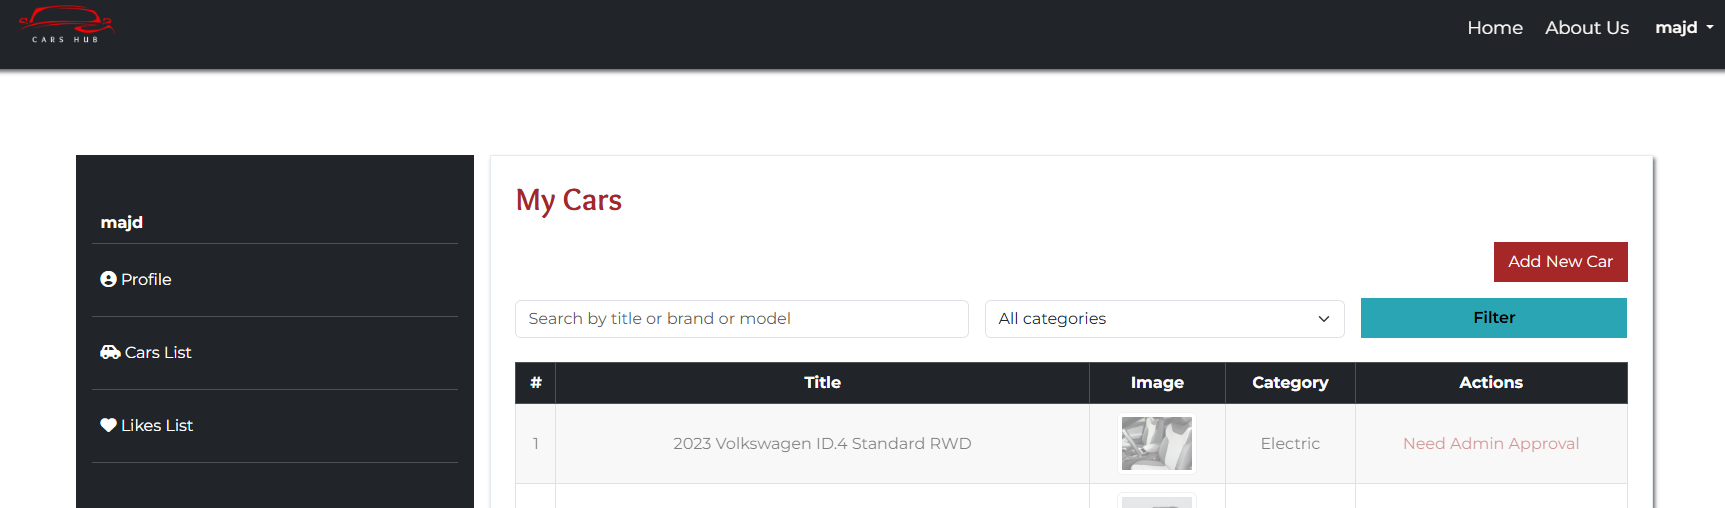 CARS HUB
Home About Us majd
majd
Profile
Cars List
Likes List
My Cars
Add New Car
Search by title or brand or model All categories Filter
# Title Image Category Actions
1 2023 Volkswagen ID.4 Standard RWD Electric Need Admin Approval